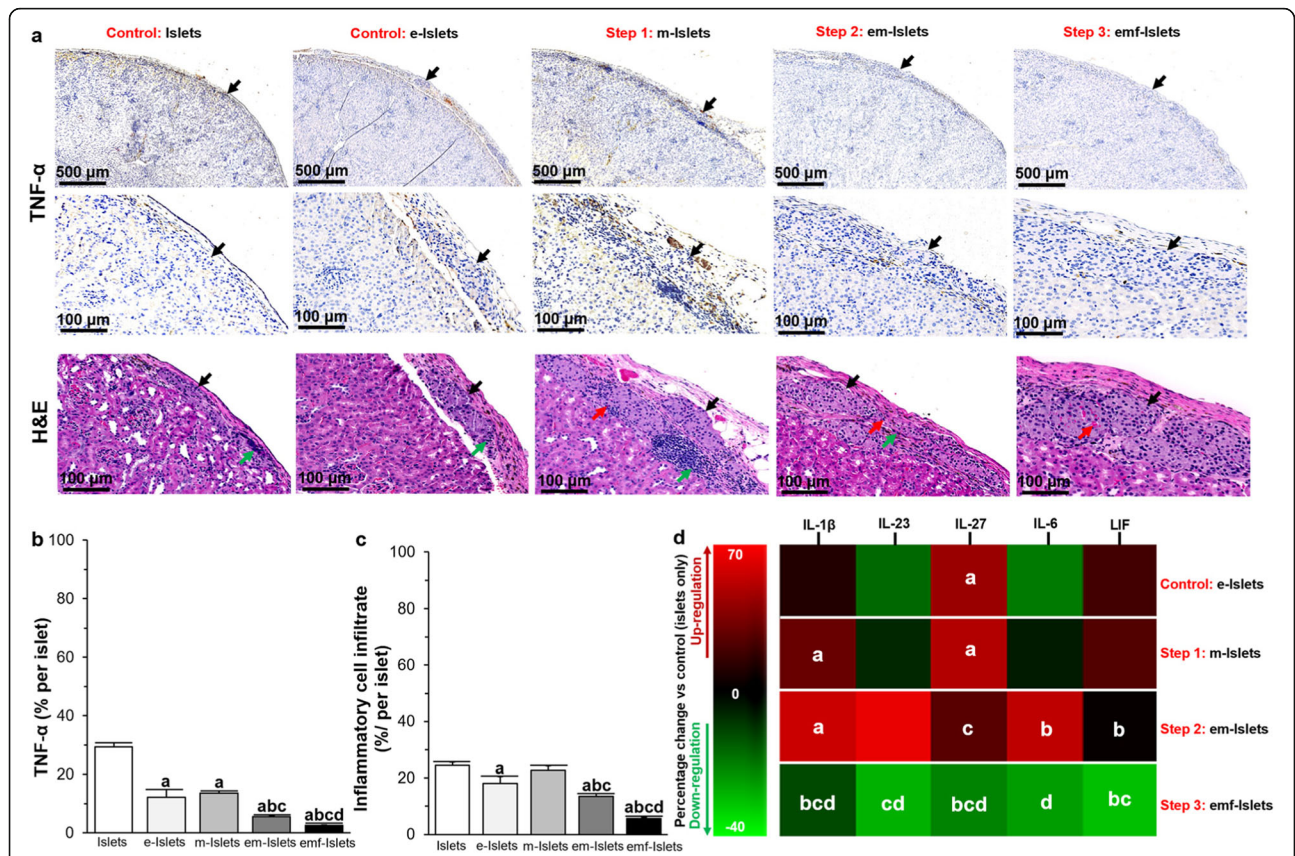 a
Control: Islets
Control: e-Islets
Step 1: m-Islets
Step 2: em-Islets
Step 3: emf-Islets
TNF-α
500 µm
500 µm
500 µm
500 µm
500 µm
100 µm
100 µm
100 µm
100 µm
100 µm
H&E
100 µm
100 µm
100 µm
100 µm
100 µm
b
TNF-α (% per islet)
100
80
60
40
20
0
a
a
abc
abcd
Islets
e-Islets
m-Islets
em-Islets
emf-Islets
c
Inflammatory cell infiltrate
(%/ per islet)
100
80
60
40
20
0
a
abc
abcd
Islets
e-Islets
m-Islets
em-Islets
emf-Islets
d
Percentage change vs control (islets only)
Down-regulation
Up-regulation
70
0
-40
IL-1β
IL-23
IL-27
IL-6
LIF
a
Control: e-Islets
a
a
Step 1: m-Islets
a
c
b
b
Step 2: em-Islets
bcd
cd
bcd
d
bc
Step 3: emf-Islets